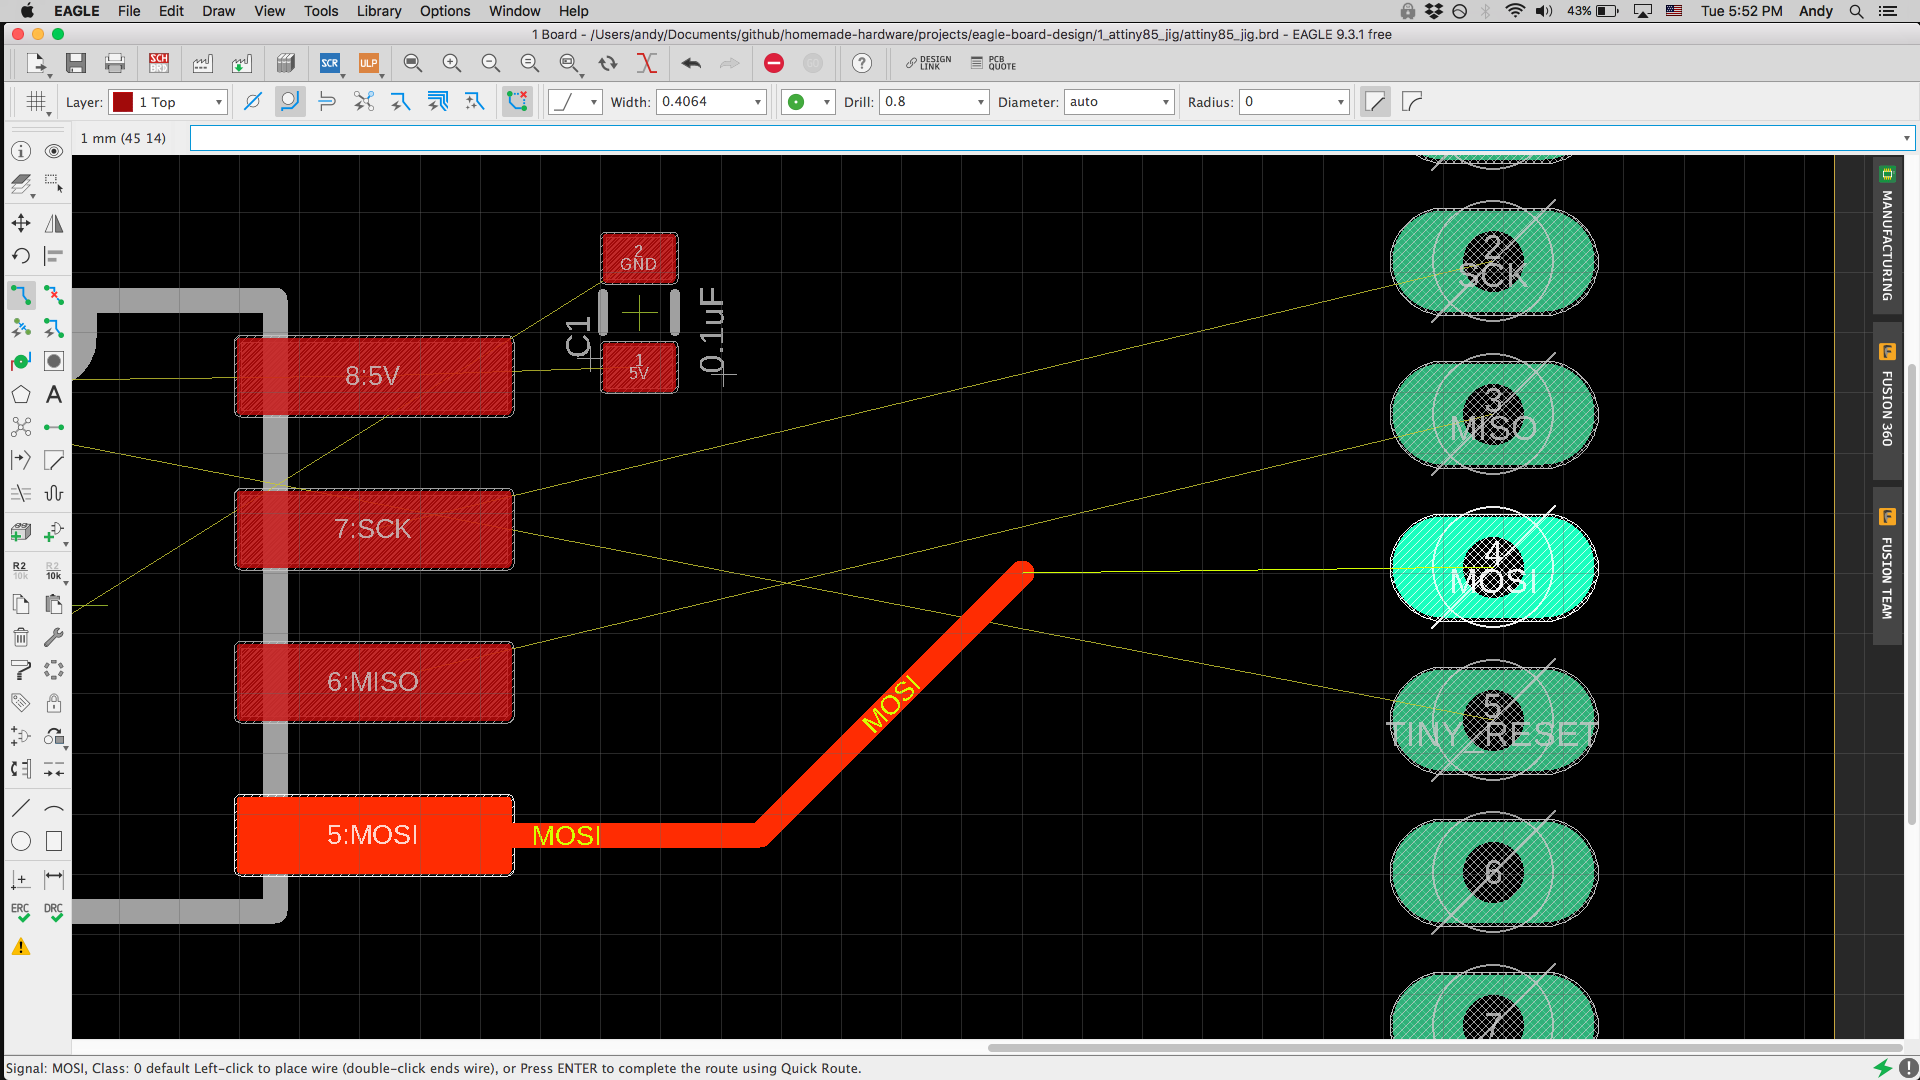 EAGLE File Edit Draw View Tools Library Options Window Help 43% Tue 5:52 PM Andy
1 Board - /Users/andy/Documents/github/homemade-hardware/projects/eagle-board-design/1_attiny85_jig/attiny85_jig.brd - EAGLE 9.3.1 free
SCH
BRD
SCR
ULP
DESIGN
LINK
PCB
QUOTE
Layer: 1 Top Width: 0.4064 Drill: 0.8 Diameter: auto Radius: 0
1 mm (45 14)
2
GND
C1
0.1uF
1
5V
8:5V
7:SCK
6:MISO
5:MOSI
MOSI
MOSI
2
SCK
3
MISO
4
MOSI
5
TINY_RESET
6
7
MANUFACTURING
FUSION 360
FUSION TEAM
A
R2
10k
R2
10k
ERC
DRC
Signal: MOSI, Class: 0 default Left-click to place wire (double-click ends wire), or Press ENTER to complete the route using Quick Route.